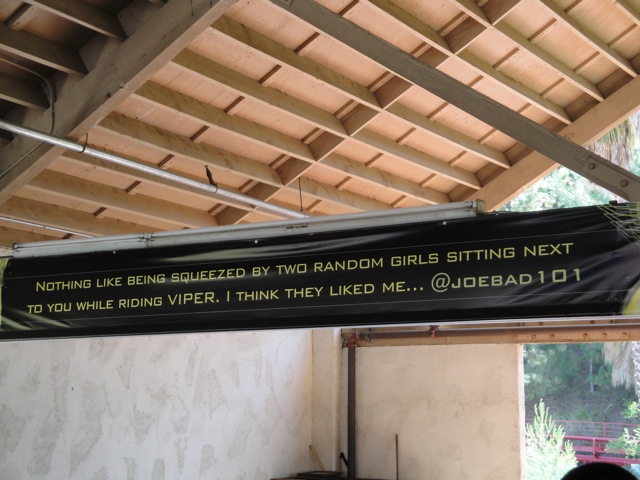 Nothing like being squeezed by two random girls sitting next
to you while riding VIPER. I think they liked me... @joebad101